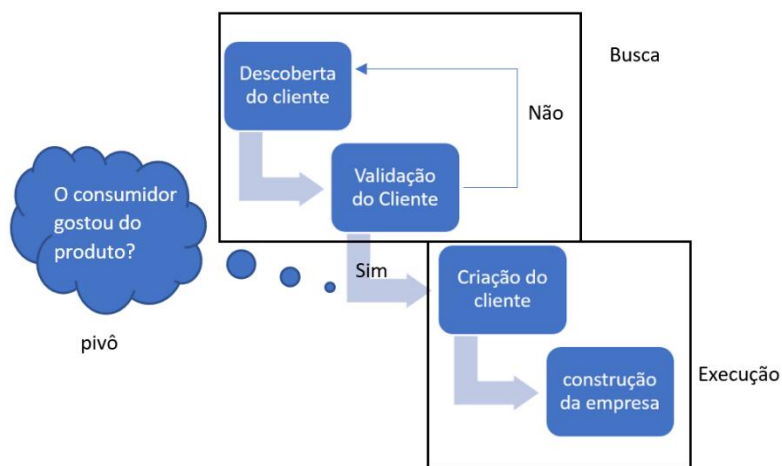 Descoberta
do cliente
Busca
Não
Validação
do Cliente
O consumidor
gostou do
produto?
pivô
Sim
Criação do
cliente
construção
da empresa
Execução